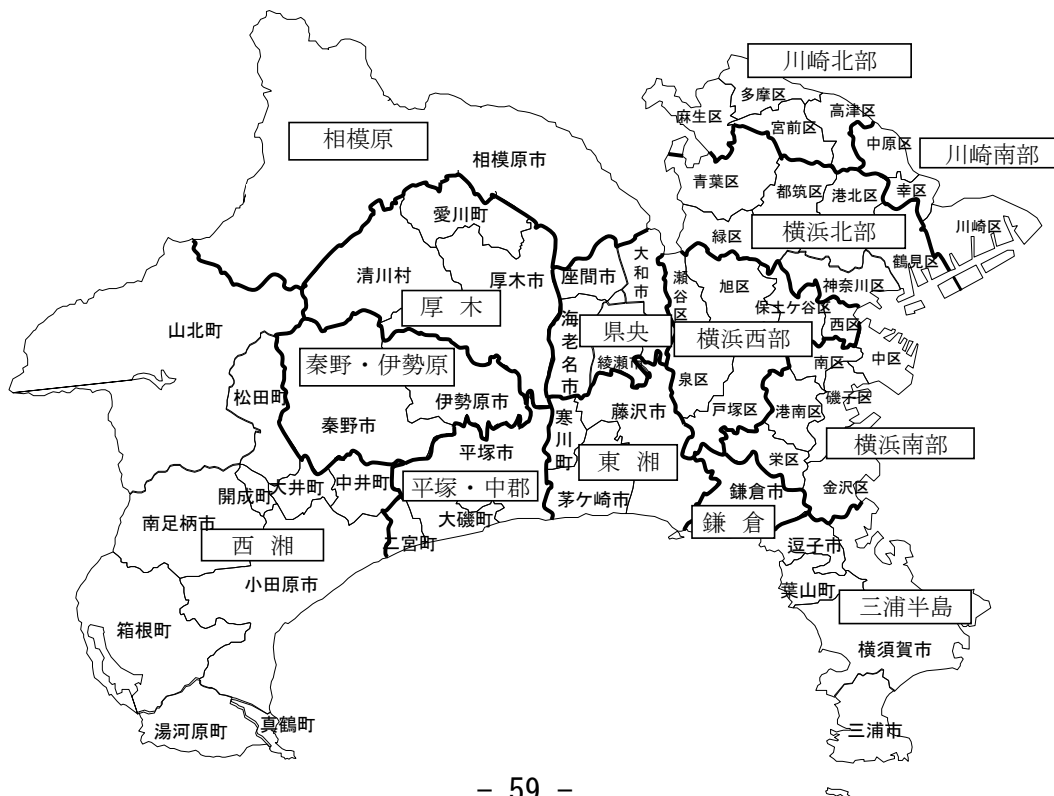 川崎北部
多摩区
高津区
麻生区
宮前区
相模原
中原区
川崎南部
相模原市
青葉区
都筑区
港北区
幸区
愛川町
川崎区
緑区
横浜北部
鶴見区
清川村
厚木市
座間市
大和市
瀬谷区
旭区
神奈川区
厚木
海老名市
保土ケ谷区
山北町
県央
横浜西部
西区
秦野・伊勢原
綾瀬市
南区
中区
松田町
伊勢原市
泉区
磯子区
秦野市
寒川町
藤沢市
戸塚区
港南区
平塚市
横浜南部
東湘
栄区
開成町
大井町
中井町
平塚・中郡
鎌倉市
金沢区
茅ケ崎市
南足柄市
大磯町
鎌倉
西湘
二宮町
逗子市
小田原市
葉山町
三浦半島
箱根町
横須賀市
湯河原町
真鶴町
三浦市
- 59 -